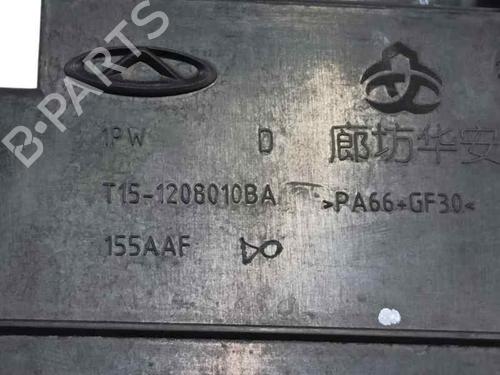 1PW D
廊坊华安
T15-1208010BA
>PA66+GF30<
155AAF
B-PARTS